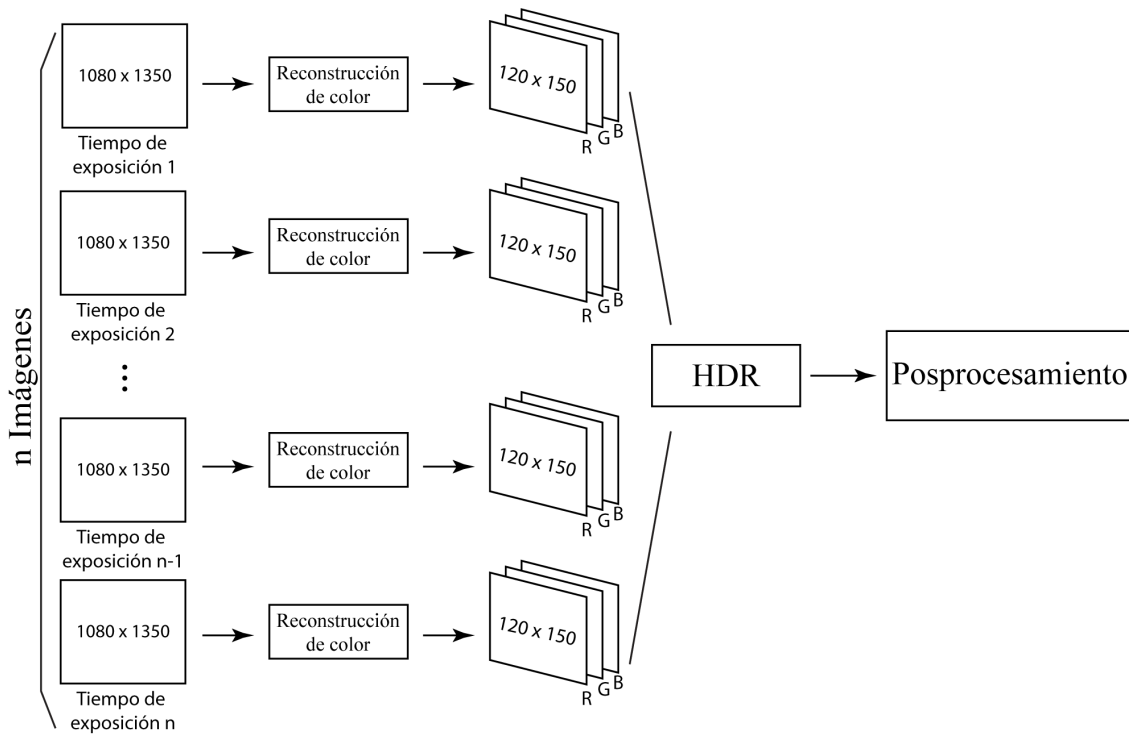 n Imágenes
1080 x 1350
Tiempo de
exposición 1
Reconstrucción
de color
120 x 150
R G B
1080 x 1350
Tiempo de
exposición 2
Reconstrucción
de color
120 x 150
R G B
1080 x 1350
Tiempo de
exposición n-1
Reconstrucción
de color
120 x 150
R G B
1080 x 1350
Tiempo de
exposición n
Reconstrucción
de color
120 x 150
R G B
HDR
Posprocesamiento